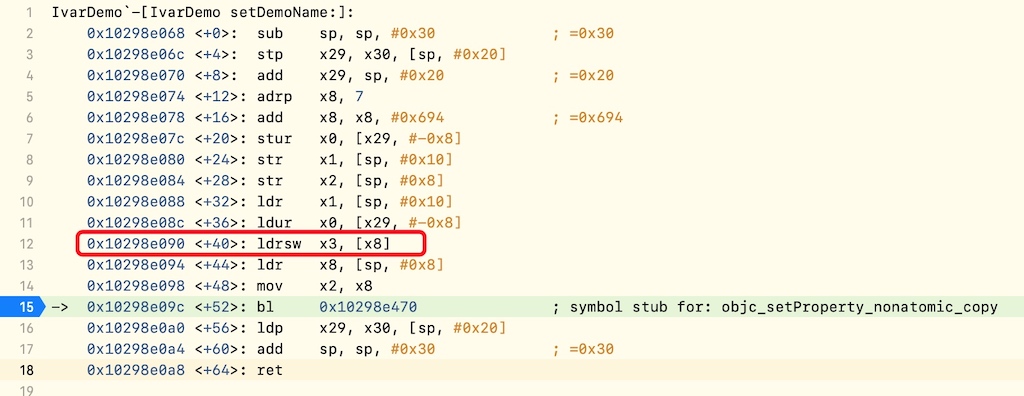 1 IvarDemo`-[IvarDemo setDemoName:]:
2 0x10298e068 <+0>: sub sp, sp, #0x30 ; =0x30
3 0x10298e06c <+4>: stp x29, x30, [sp, #0x20]
4 0x10298e070 <+8>: add x29, sp, #0x20 ; =0x20
5 0x10298e074 <+12>: adrp x8, 7
6 0x10298e078 <+16>: add x8, x8, #0x694 ; =0x694
7 0x10298e07c <+20>: stur x0, [x29, #-0x8]
8 0x10298e080 <+24>: str x1, [sp, #0x10]
9 0x10298e084 <+28>: str x2, [sp, #0x8]
10 0x10298e088 <+32>: ldr x1, [sp, #0x10]
11 0x10298e08c <+36>: ldur x0, [x29, #-0x8]
12 0x10298e090 <+40>: ldrsw x3, [x8]
13 0x10298e094 <+44>: ldr x8, [sp, #0x8]
14 0x10298e098 <+48>: mov x2, x8
15 -> 0x10298e09c <+52>: bl 0x10298e470 ; symbol stub for: objc_setProperty_nonatomic_copy
16 0x10298e0a0 <+56>: ldp x29, x30, [sp, #0x20]
17 0x10298e0a4 <+60>: add sp, sp, #0x30 ; =0x30
18 0x10298e0a8 <+64>: ret
19